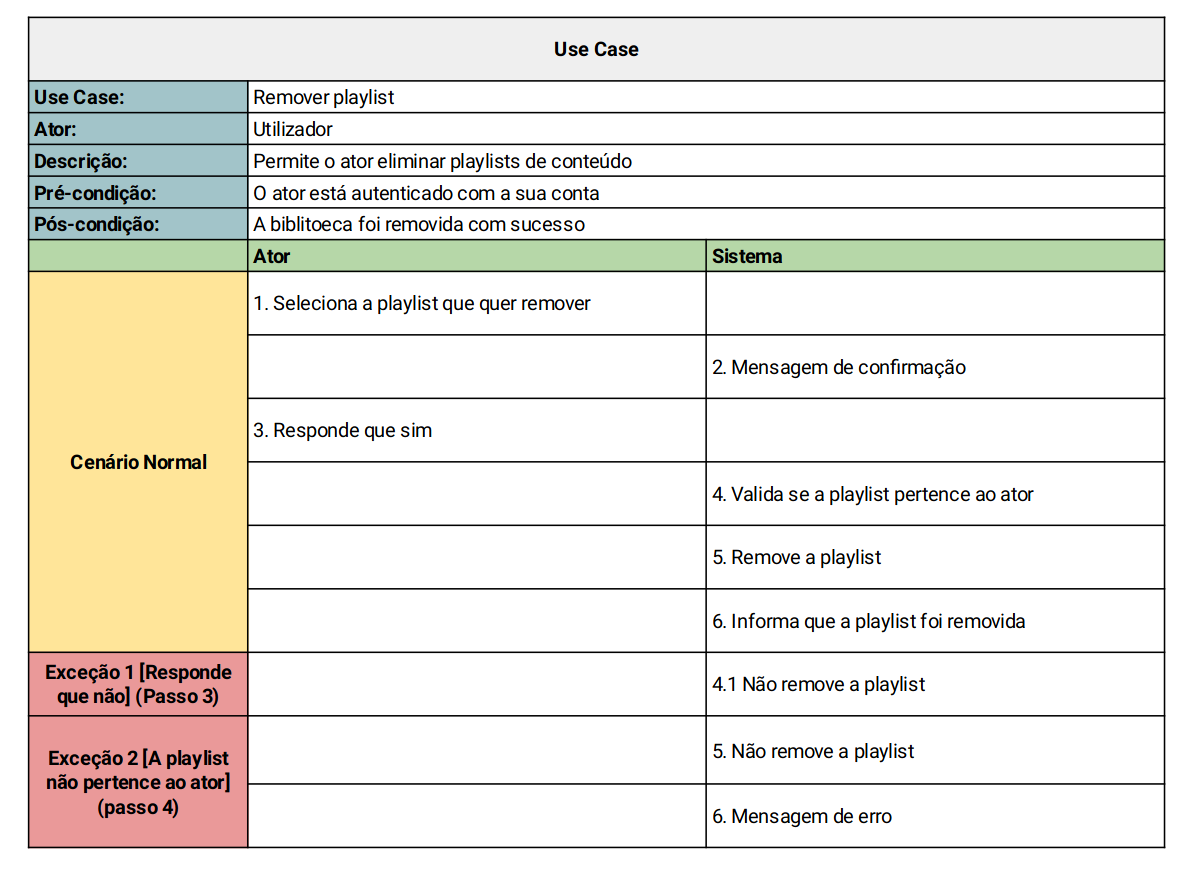 Use Case
Use Case:
Remover playlist
Ator:
Utilizador
Descrição:
Permite o ator eliminar playlists de conteúdo
Pré-condição:
O ator está autenticado com a sua conta
Pós-condição:
A biblitoeca foi removida com sucesso
Ator
Sistema
Cenário Normal
1. Seleciona a playlist que quer remover
2. Mensagem de confirmação
3. Responde que sim
4. Valida se a playlist pertence ao ator
5. Remove a playlist
6. Informa que a playlist foi removida
Exceção 1 [Responde
que não] (Passo 3)
4.1 Não remove a playlist
Exceção 2 [A playlist
não pertence ao ator]
(passo 4)
5. Não remove a playlist
6. Mensagem de erro